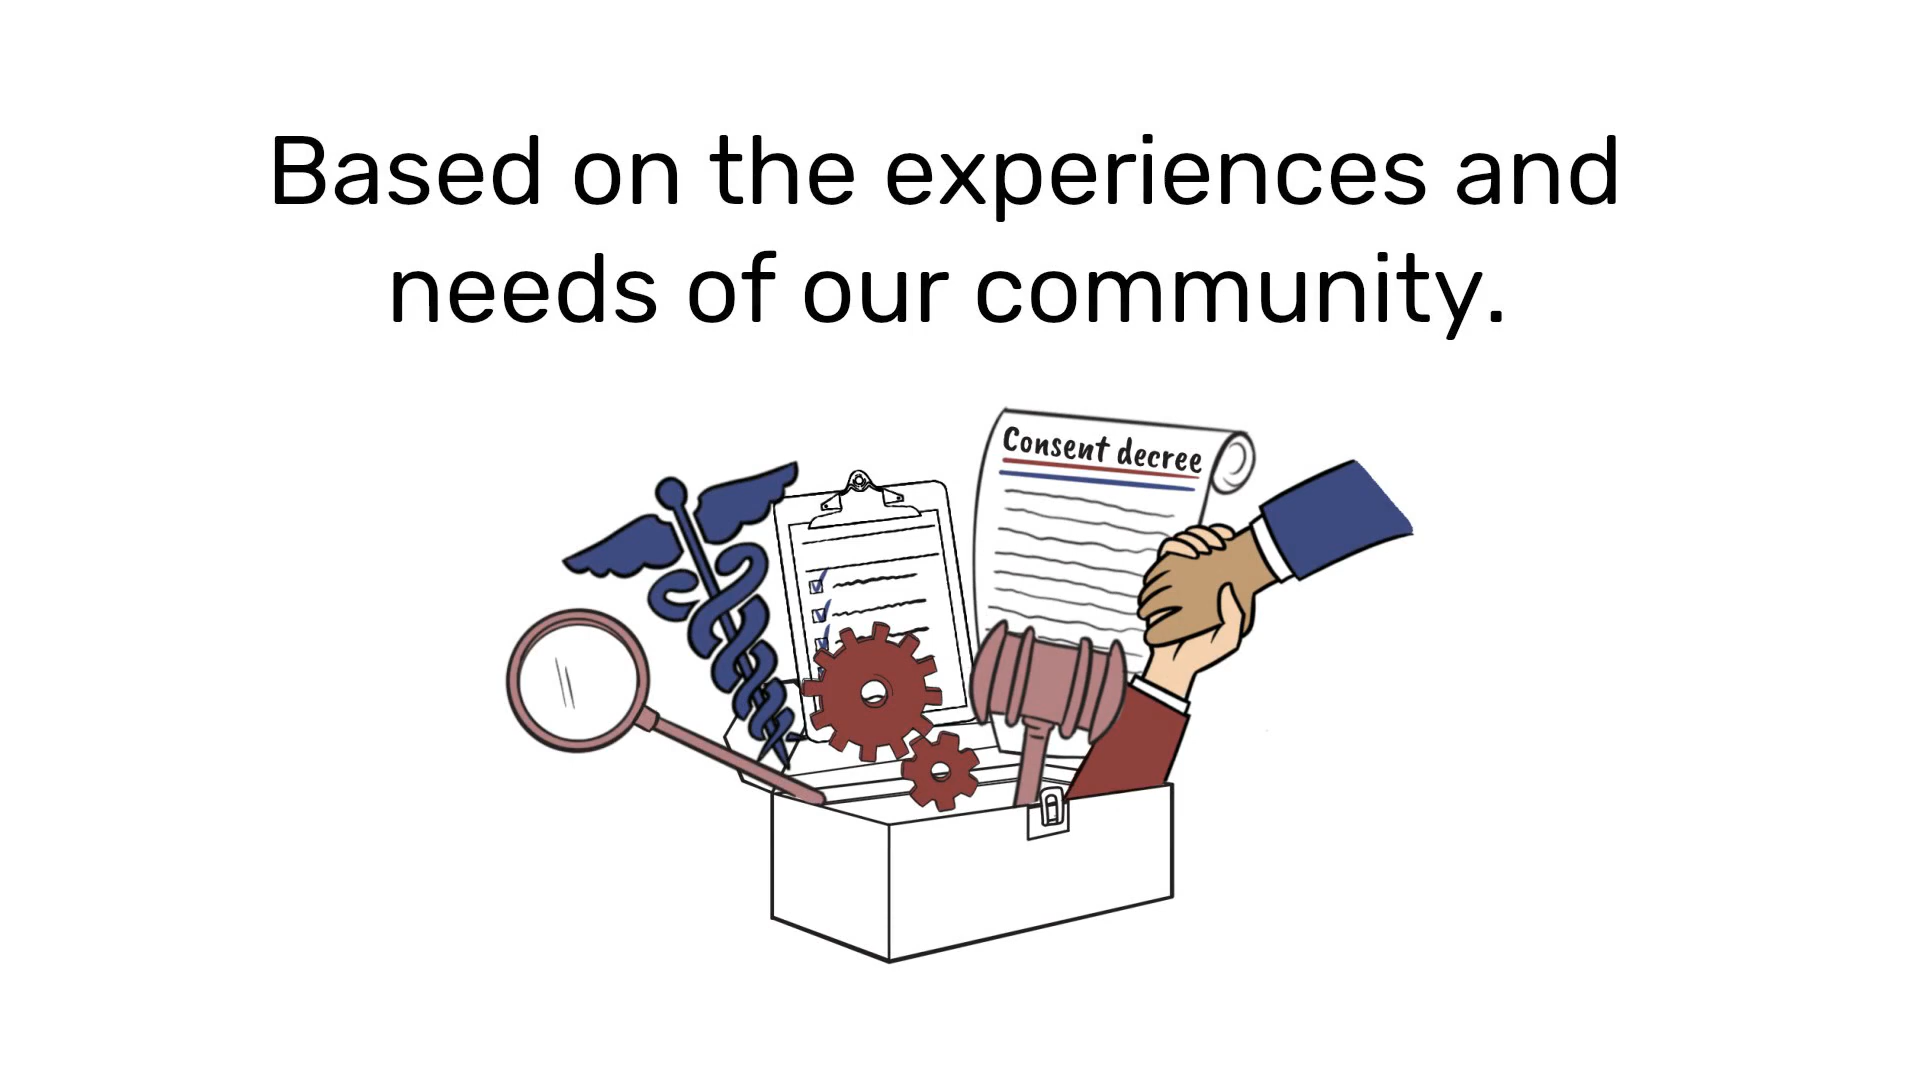 Based on the experiences and
needs of our community.
Consent decree